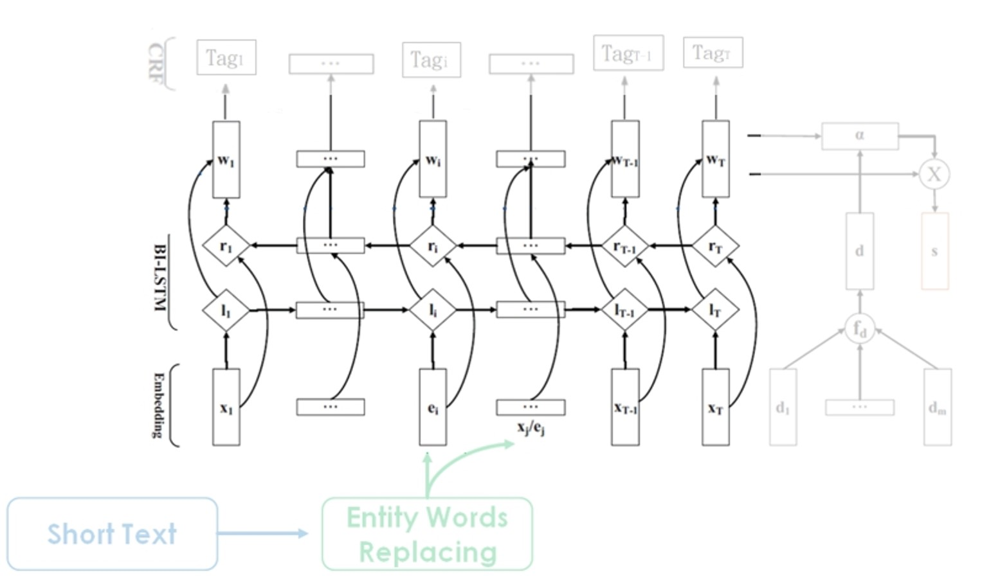 CRF
Tag1
...
Tagi
...
TagT-1
TagT
w1
...
wi
...
wT-1
wT
α
X
BI-LSTM
r1
...
ri
...
rT-1
rT
d
s
l1
...
li
...
lT-1
lT
fd
Embedding
x1
...
ei
...
xT-1
xT
d1
...
dm
xj/ej
Short Text
Entity Words
Replacing